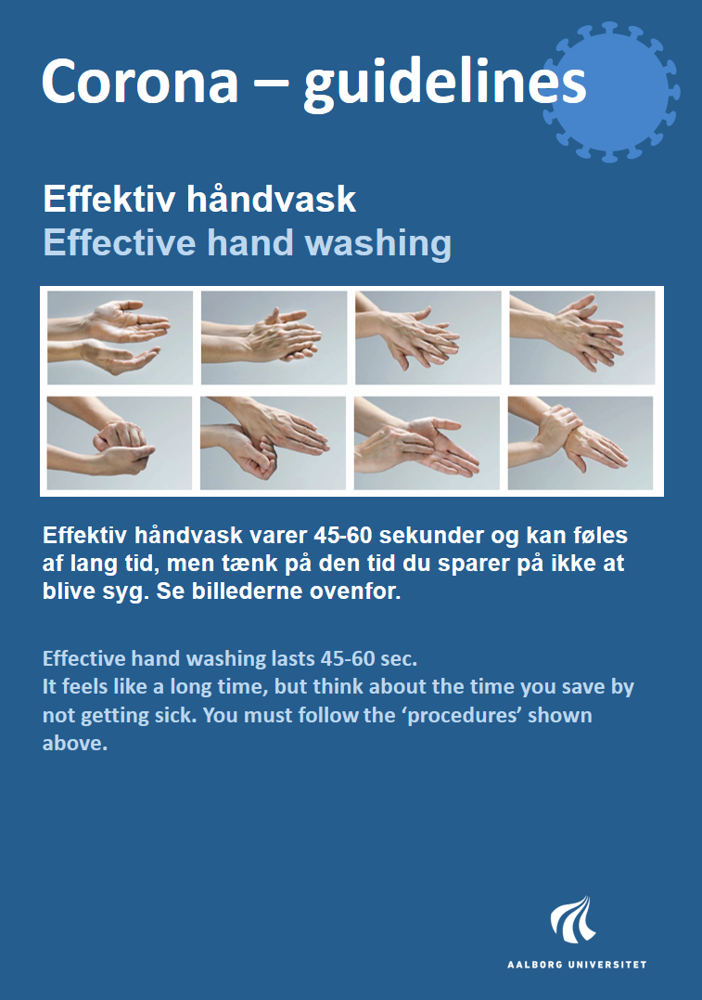 Corona – guidelines
Effektiv håndvask
Effective hand washing
Effektiv håndvask varer 45-60 sekunder og kan føles
af lang tid, men tænk på den tid du sparer på ikke at
blive syg. Se billederne ovenfor.
Effective hand washing lasts 45-60 sec.
It feels like a long time, but think about the time you save by
not getting sick. You must follow the ‘procedures’ shown
above.
AALBORG UNIVERSITET